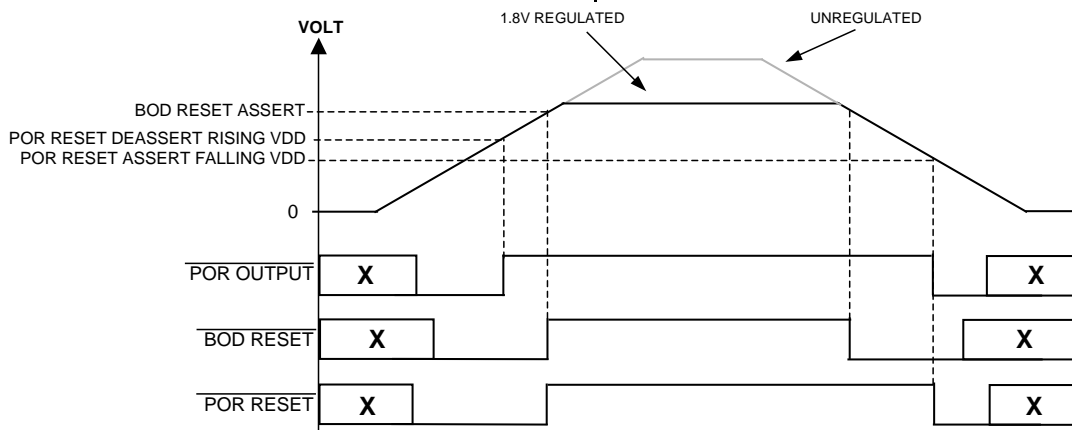 1.8V REGULATED
UNREGULATED
VOLT
BOD RESET ASSERT
POR RESET DEASSERT RISING VDD
POR RESET ASSERT FALLING VDD
0
POR OUTPUT
X
X
BOD RESET
X
X
POR RESET
X
X